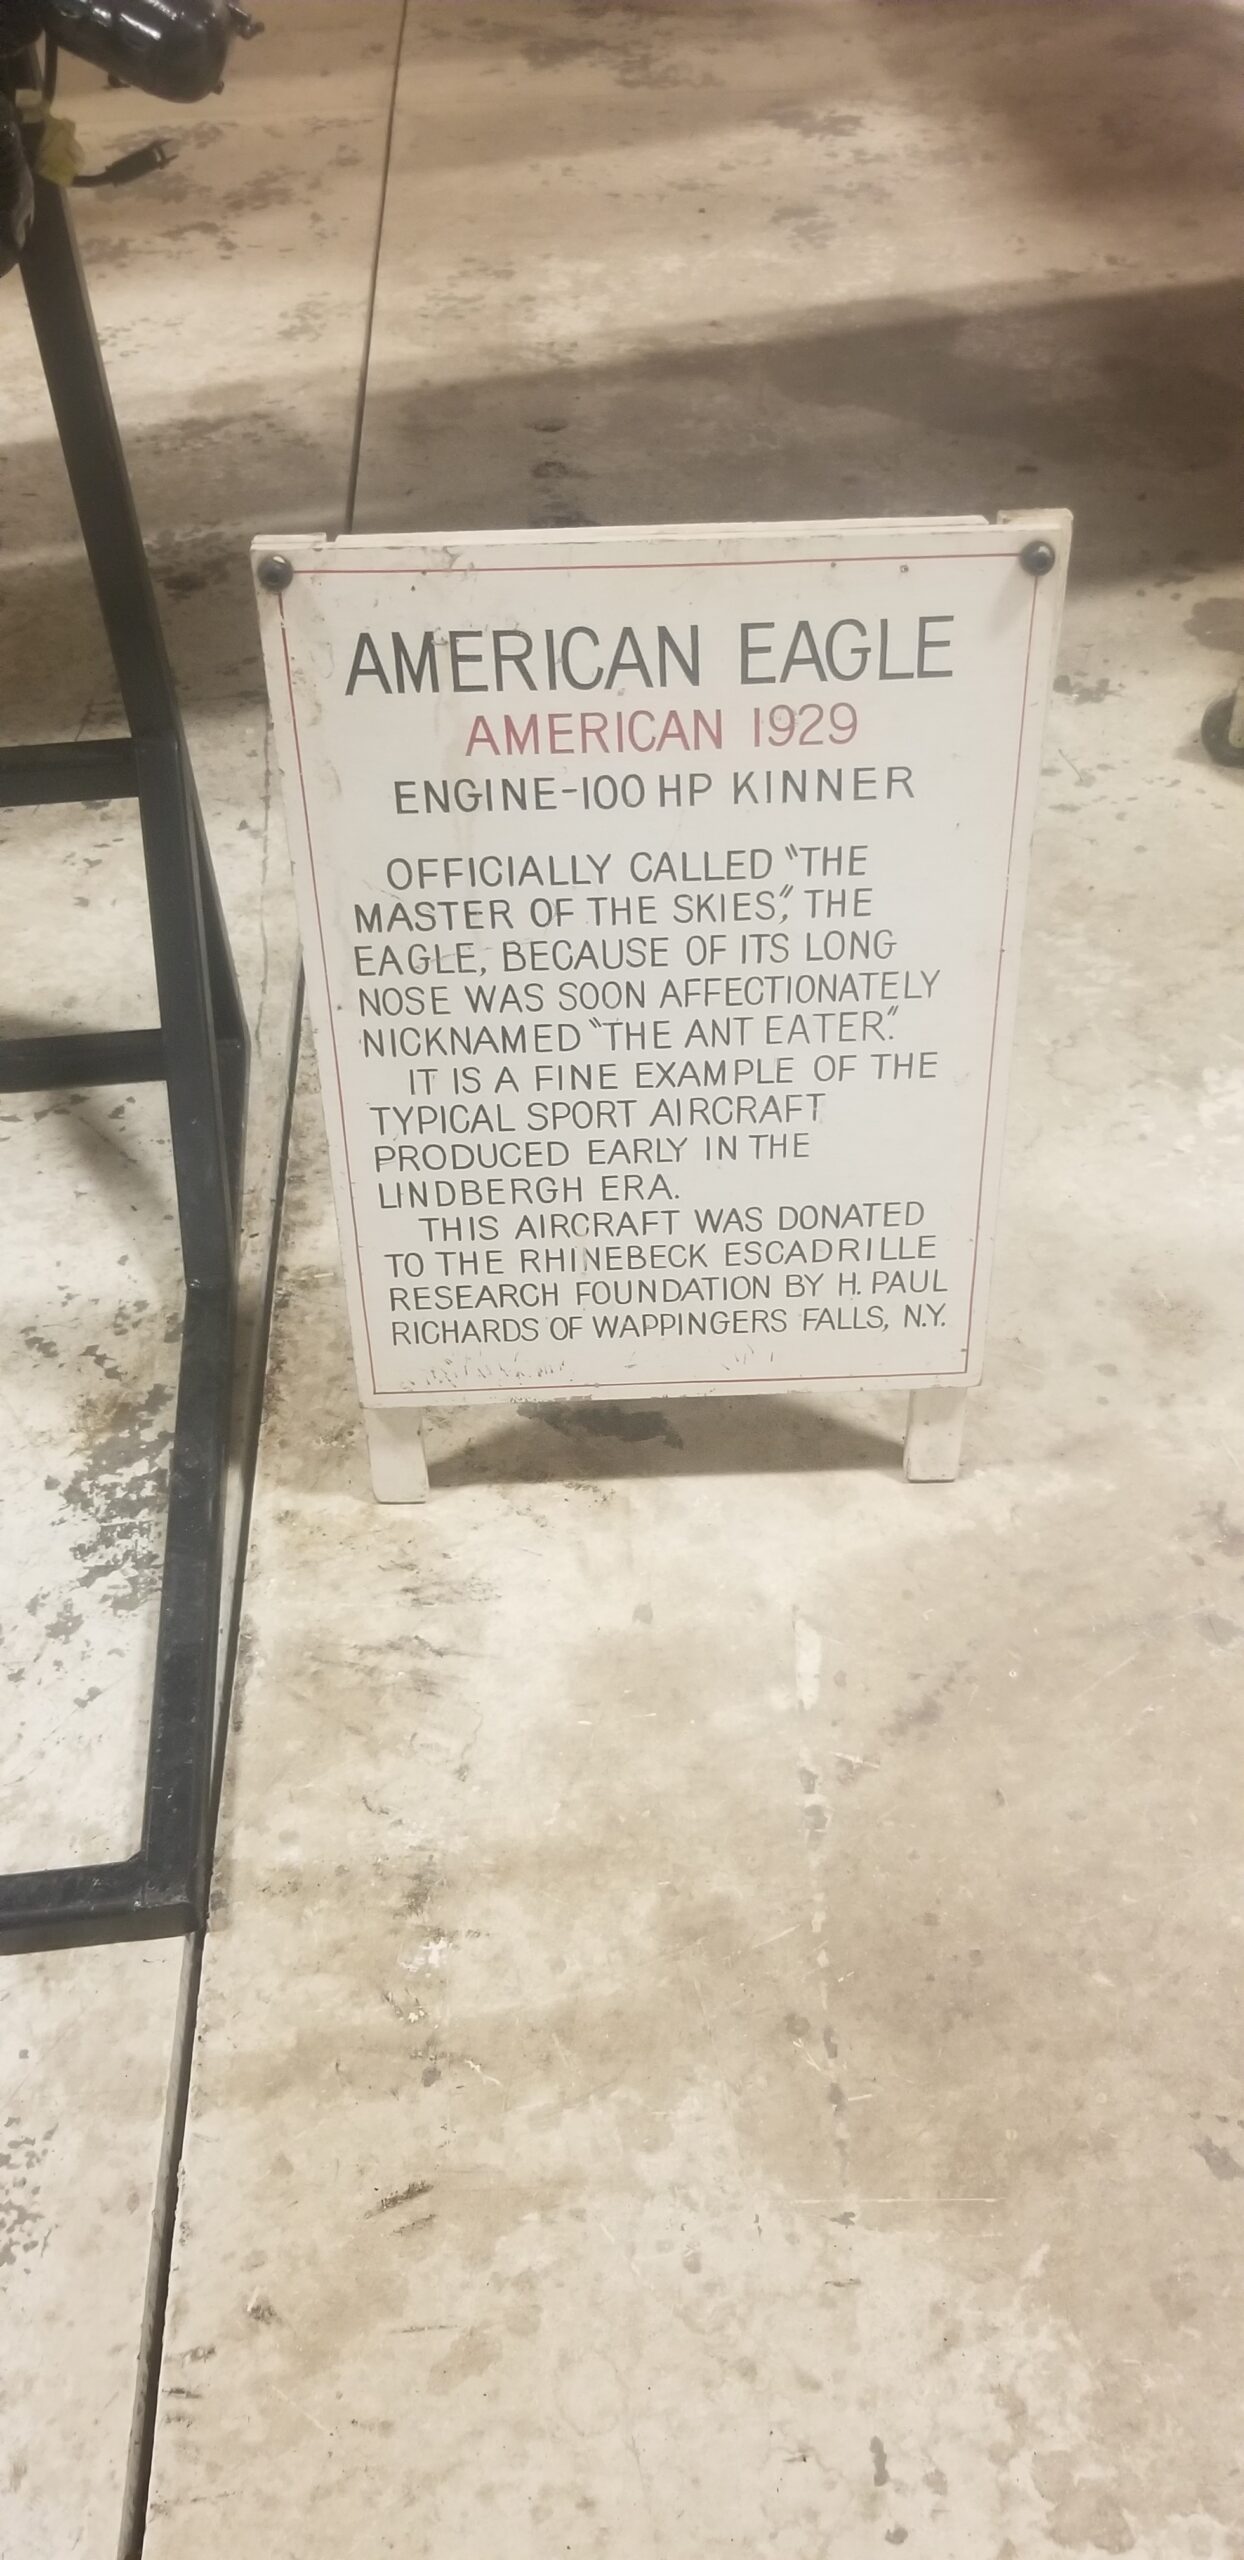 AMERICAN EAGLE
AMERICAN 1929
ENGINE-100 HP KINNER
OFFICIALLY CALLED "THE
MASTER OF THE SKIES," THE
EAGLE, BECAUSE OF ITS LONG
NOSE WAS SOON AFFECTIONATELY
NICKNAMED "THE ANT EATER."
IT IS A FINE EXAMPLE OF THE
TYPICAL SPORT AIRCRAFT
PRODUCED EARLY IN THE
LINDBERGH ERA.
THIS AIRCRAFT WAS DONATED
TO THE RHINEBECK ESCADRILLE
RESEARCH FOUNDATION BY H. PAUL
RICHARDS OF WAPPINGERS FALLS, N.Y.